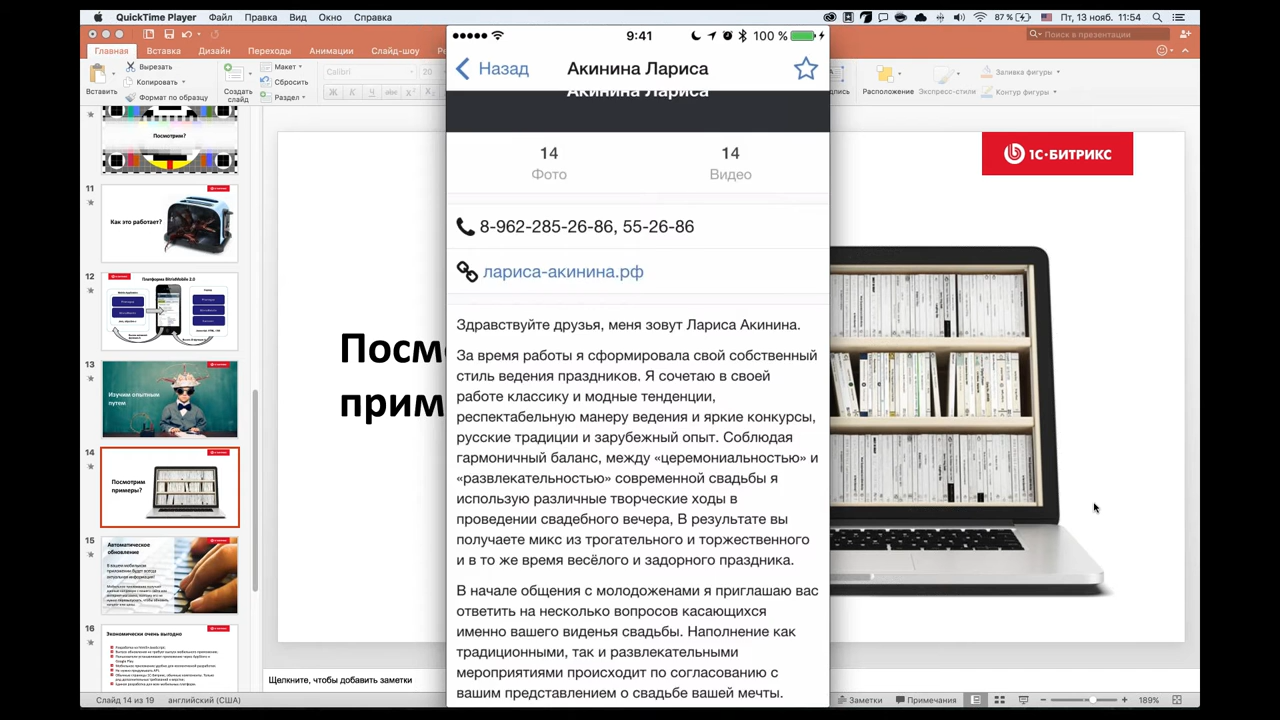 QuickTime Player Файл Правка Вид Окно Справка
87 % Пт, 13 нояб. 11:54
Поиск в презентации
Главная Вставка Дизайн Переходы Анимации Слайд-шоу
Вставить
Вырезать
Копировать
Формат по образцу
Создать слайд
Макет
Сбросить
Раздел
Calibri 20
Ж К Ч abc X² X₂
Расположение Экспресс-стили
Заливка фигуры
Контур фигуры
Посмотрим?
11
Как это работает?
12
Платформа BitrixMobile 2.0
13
Изучим опытным
путем
14
Посмотрим
примеры?
15
Автоматическое
обновление
16
Экономически очень выгодно
Посм
прим
1С·БИТРИКС
9:41
100 %
Назад
Акинина Лариса
Акинина Лариса
14 14
Фото Видео
8-962-285-26-86, 55-26-86
лариса-акинина.рф
Здравствуйте друзья, меня зовут Лариса Акинина.
За время работы я сформировала свой собственный
стиль ведения праздников. Я сочетаю в своей
работе классику и модные тенденции,
респектабельную манеру ведения и яркие конкурсы,
русские традиции и зарубежный опыт. Соблюдая
гармоничный баланс, между «церемониальностью» и
«развлекательностью» современной свадьбы я
использую различные творческие ходы в
проведении свадебного вечера, В результате вы
получаете микс из трогательного и торжественного
и в то же время весёлого и задорного праздника.
В начале общения с молодоженами я приглашаю вас
ответить на несколько вопросов касающихся
именно вашего виденья свадьбы. Наполнение как
традиционными, так и развлекательными
мероприятиями происходит по согласованию с
вашим представлением о свадьбе вашей мечты.
Щелкните, чтобы добавить заметки
Слайд 14 из 19 английский (США)
Заметки Примечания
189%